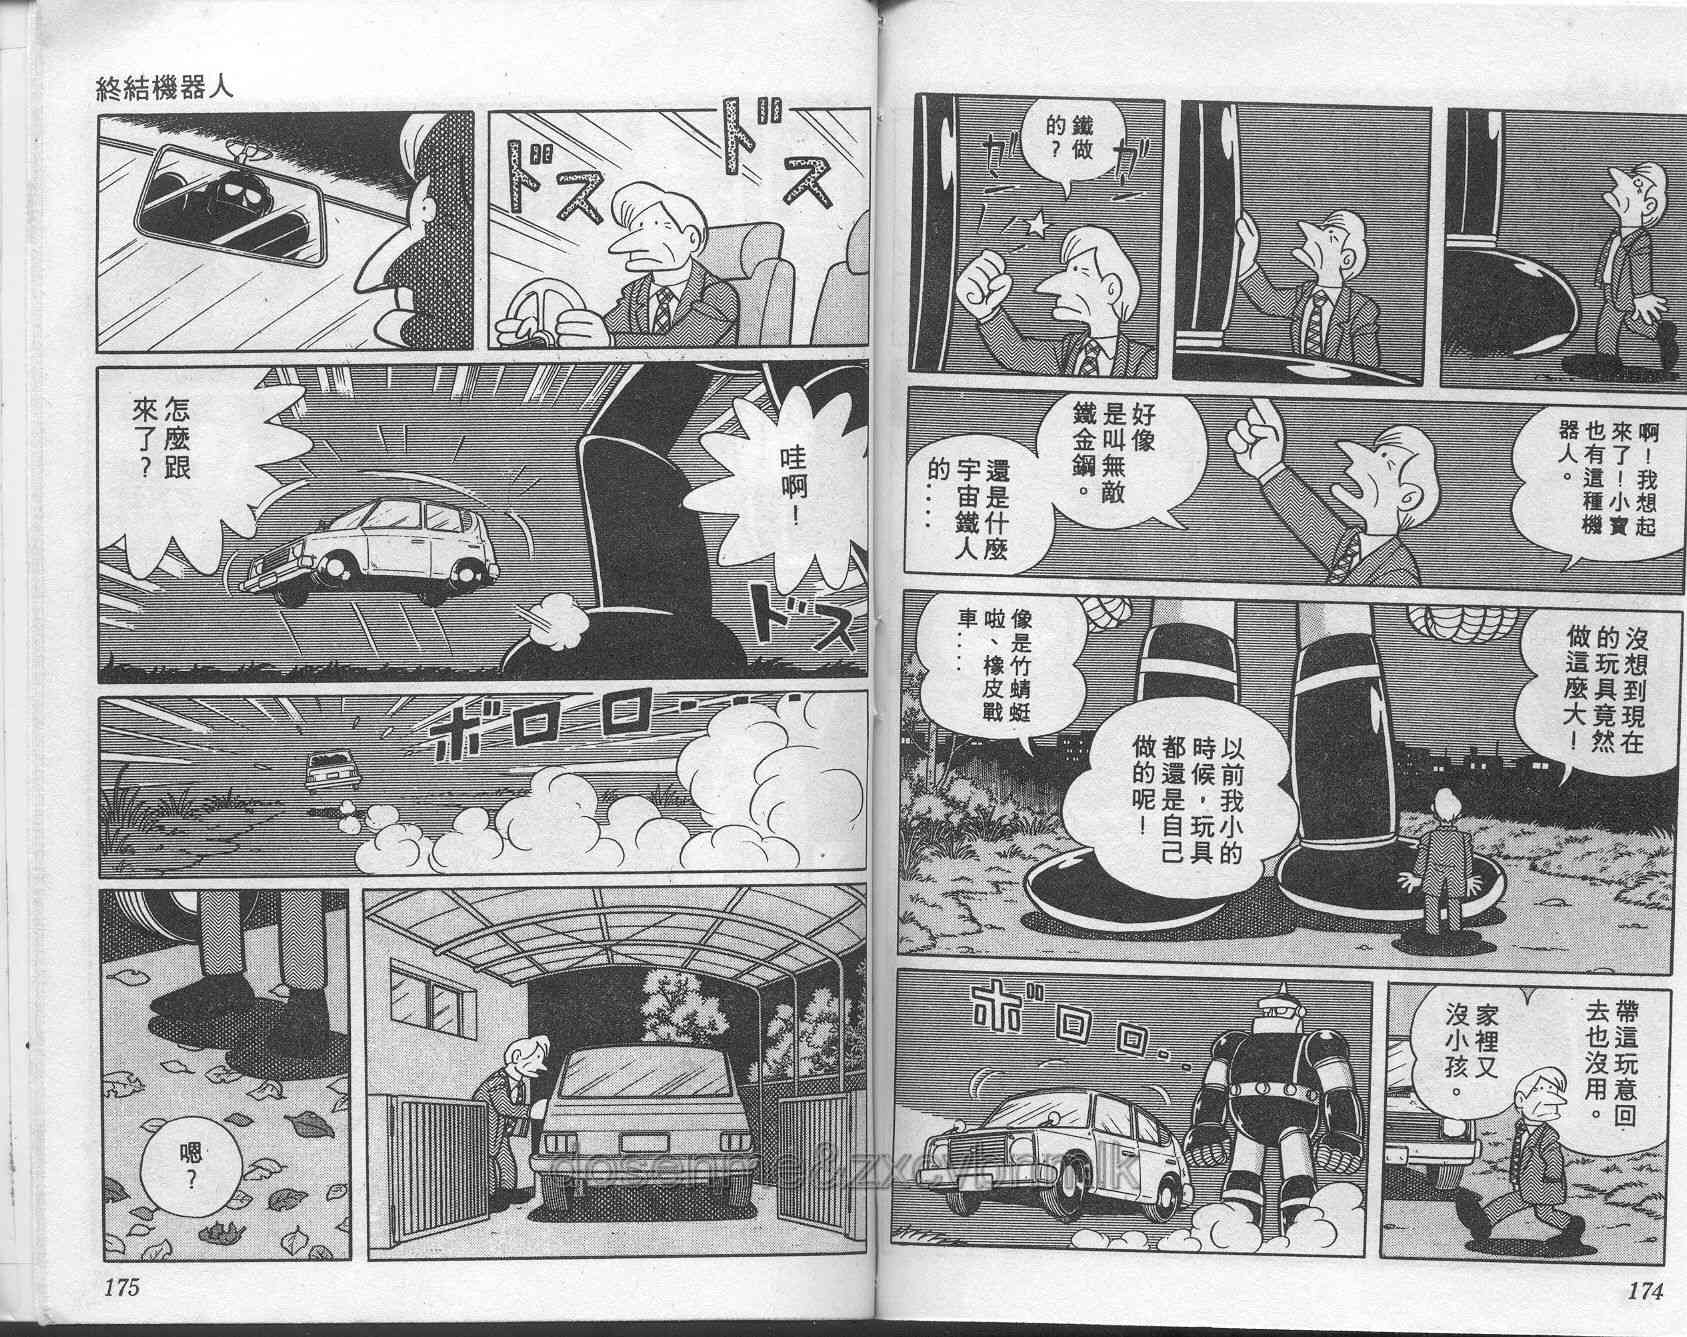 鐵做
的？
ガーン
ガーン
啊！我想起
來了！小寶
也有這種機
器人。
好像
是叫無敵
鐵金鋼。
還是什麼
宇宙鐵人
的‥‥
沒想到現在
的玩具竟然
做這麼大！
以前我小的
時候，玩具
都還是自己
做的呢！
像是竹蜻蜓
啦、橡皮戰
車‥‥
帶這玩意回
去也沒用。
家裡又
沒小孩。
ボロロ‥‥
174
終結機器人
ドス
ドス
哇啊！
怎麼跟
來了？
ドス
ボロロ‥‥
嗯？
175
dosenme&zxcvbnmlk